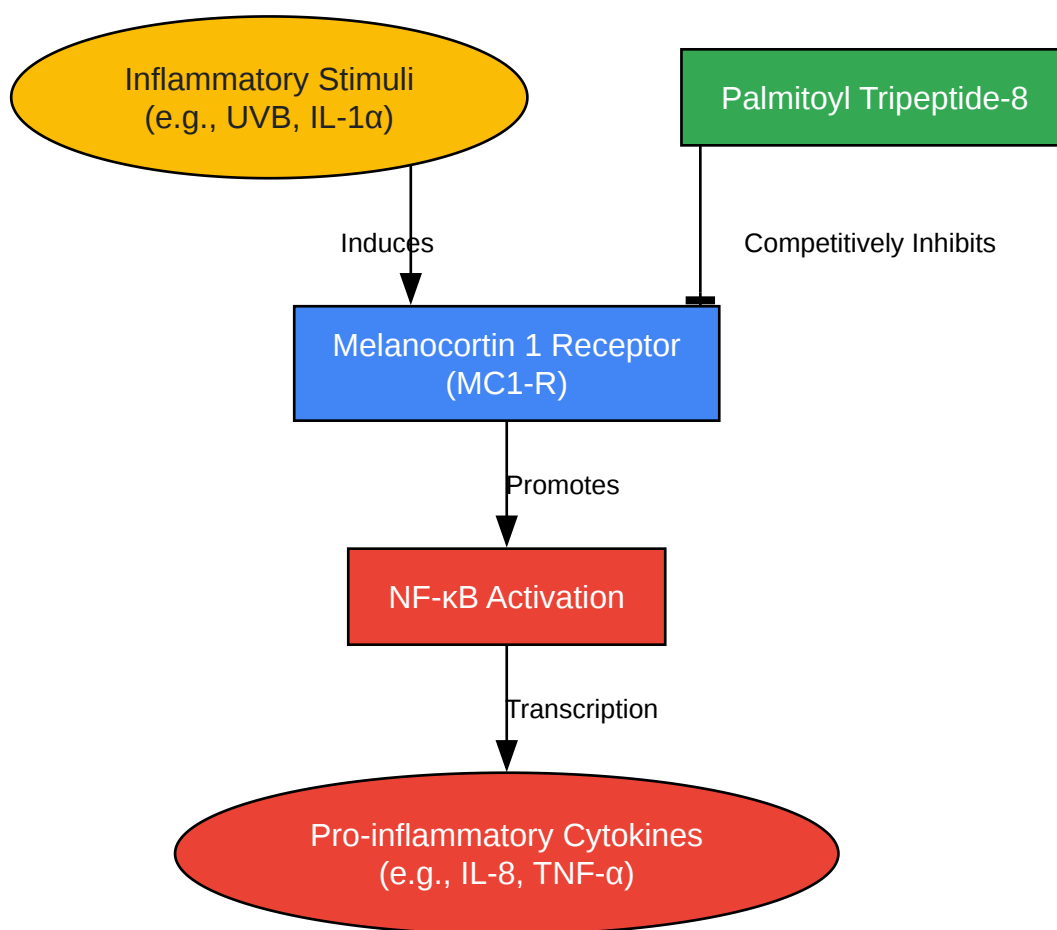 Inflammatory Stimuli
(e.g., UVB, IL-1α)
Palmitoyl Tripeptide-8
Induces
Competitively Inhibits
Melanocortin 1 Receptor
(MC1-R)
Promotes
NF-κB Activation
Transcription
Pro-inflammatory Cytokines
(e.g., IL-8, TNF-α)